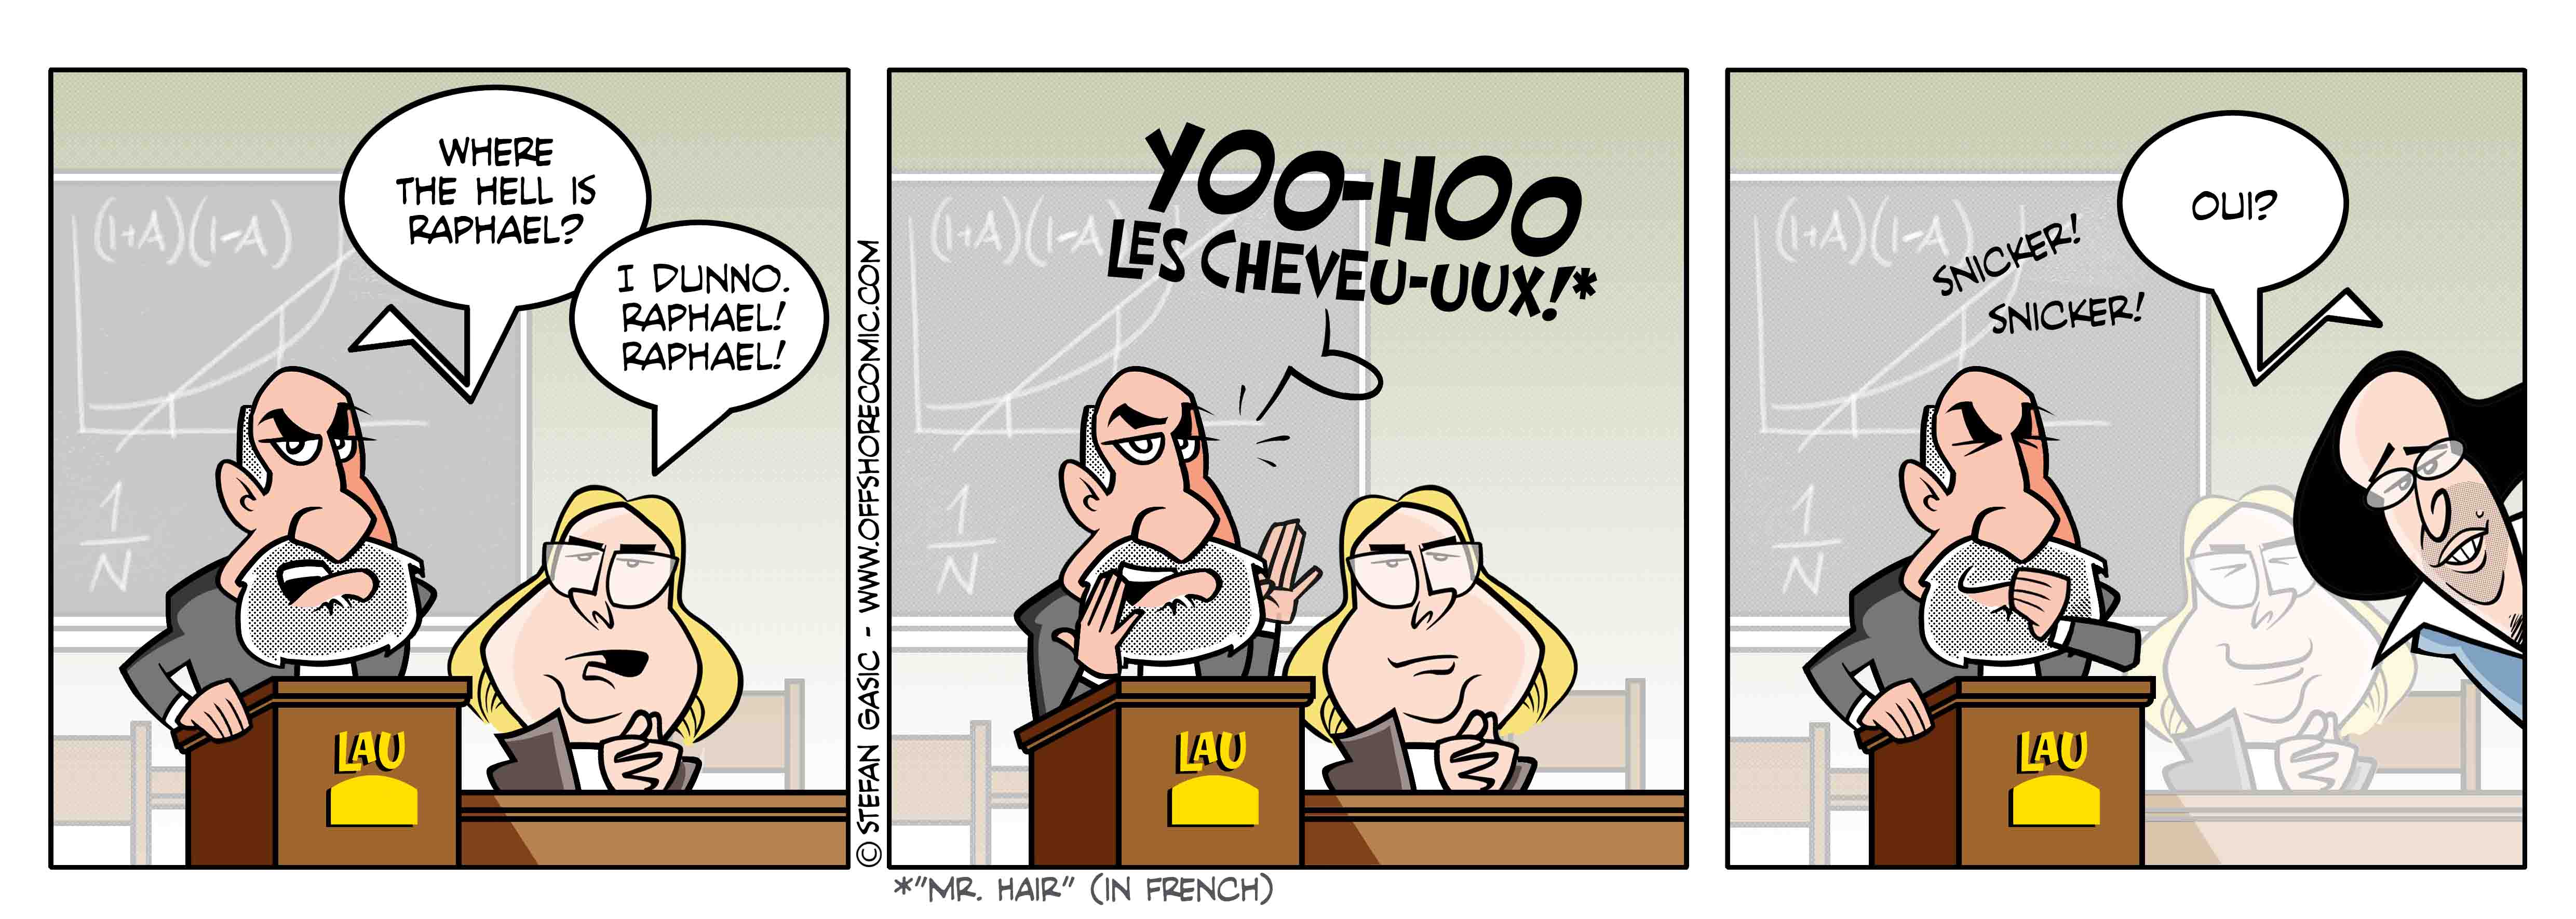 WHERE
THE HELL IS
RAPHAEL?
I DUNNO.
RAPHAEL!
RAPHAEL!
(1+A)(1-A)
1
N
LAU
© STEFAN GASIC - WWW.OFFSHORECOMIC.COM
YOO-HOO
LES CHEVEU-UUX!*
(1+A)(1-A
1
N
LAU
*"MR. HAIR" (IN FRENCH)
OUI?
SNICKER!
SNICKER!
(1+A)(1-A)
1
N
LAU